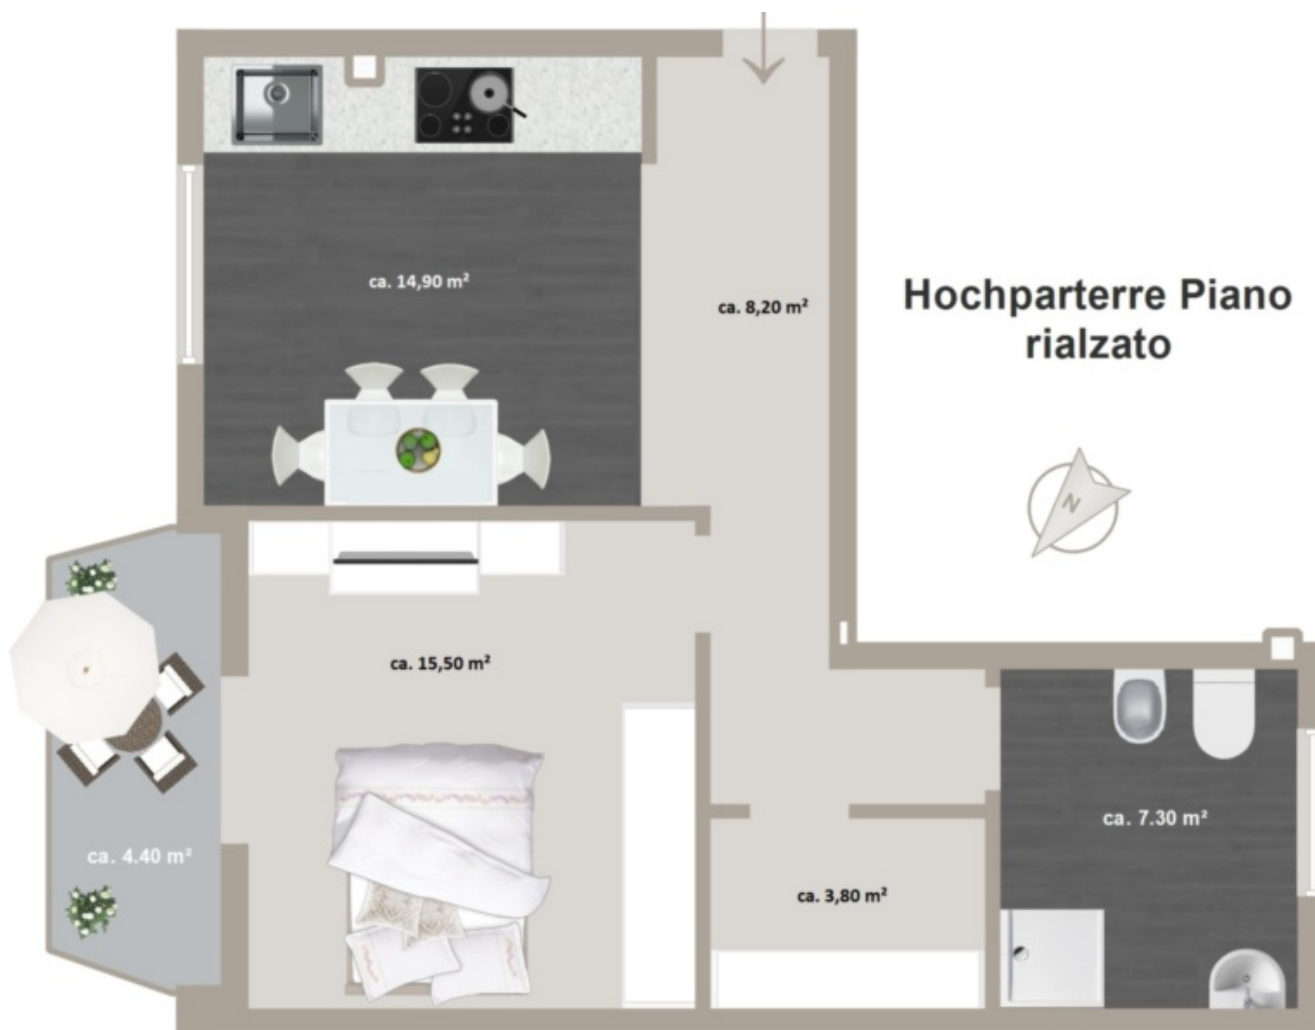 ca. 14,90 m²
ca. 8,20 m²
Hochparterre Piano
rialzato
N
ca. 15,50 m²
ca. 7.30 m²
ca. 4.40 m²
ca. 3,80 m²